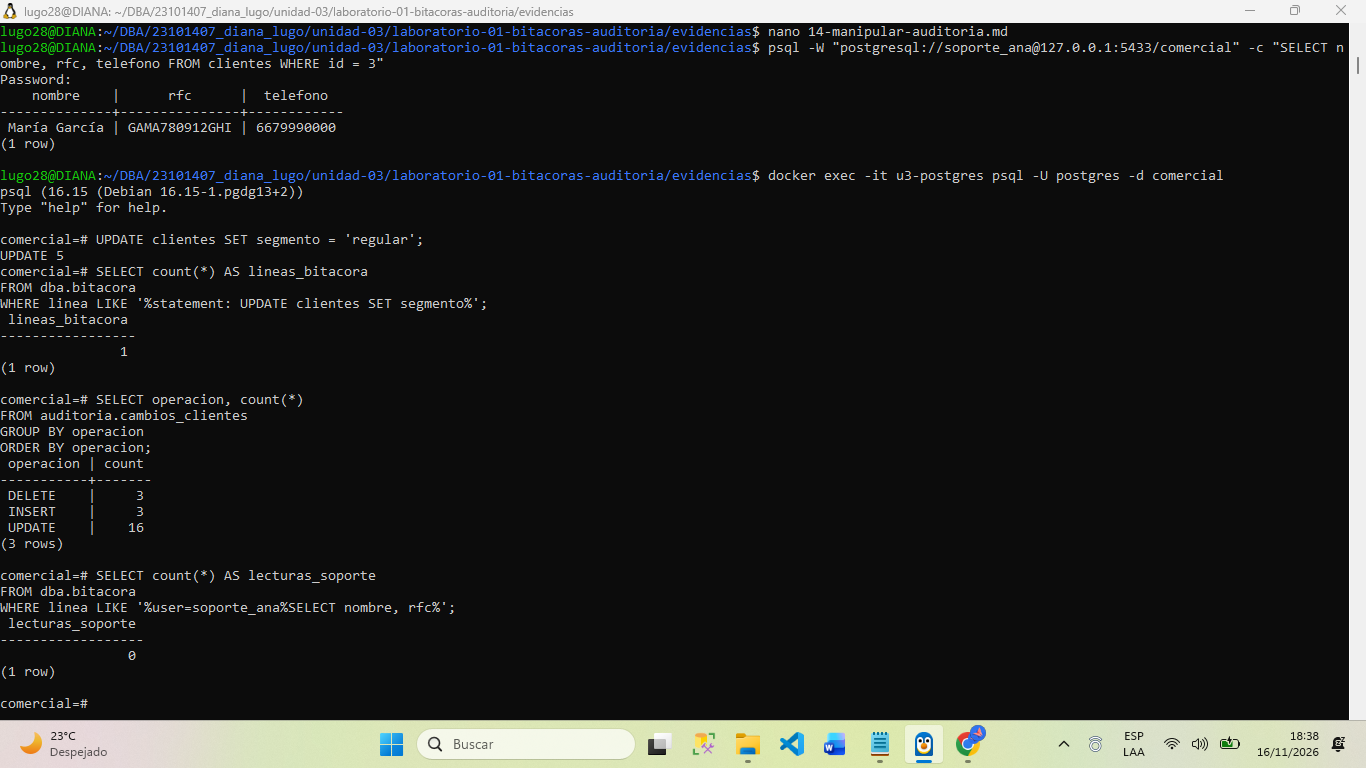 lugo28@DIANA: ~/DBA/23101407_diana_lugo/unidad-03/laboratorio-01-bitacoras-auditoria/evidencias
lugo28@DIANA:~/DBA/23101407_diana_lugo/unidad-03/laboratorio-01-bitacoras-auditoria/evidencias$ nano 14-manipular-auditoria.md
lugo28@DIANA:~/DBA/23101407_diana_lugo/unidad-03/laboratorio-01-bitacoras-auditoria/evidencias$ psql -W "postgresql://soporte_ana@127.0.0.1:5433/comercial" -c "SELECT n
ombre, rfc, telefono FROM clientes WHERE id = 3"
Password:
    nombre    |      rfc      |  telefono
--------------+---------------+------------
 María García | GAMA780912GHI | 6679990000
(1 row)
lugo28@DIANA:~/DBA/23101407_diana_lugo/unidad-03/laboratorio-01-bitacoras-auditoria/evidencias$ docker exec -it u3-postgres psql -U postgres -d comercial
psql (16.15 (Debian 16.15-1.pgdg13+2))
Type "help" for help.
comercial=# UPDATE clientes SET segmento = 'regular';
UPDATE 5
comercial=# SELECT count(*) AS lineas_bitacora
FROM dba.bitacora
WHERE linea LIKE '%statement: UPDATE clientes SET segmento%';
 lineas_bitacora
-----------------
               1
(1 row)
comercial=# SELECT operacion, count(*)
FROM auditoria.cambios_clientes
GROUP BY operacion
ORDER BY operacion;
 operacion | count
-----------+-------
 DELETE    |     3
 INSERT    |     3
 UPDATE    |    16
(3 rows)
comercial=# SELECT count(*) AS lecturas_soporte
FROM dba.bitacora
WHERE linea LIKE '%user=soporte_ana%SELECT nombre, rfc%';
 lecturas_soporte
------------------
                0
(1 row)
comercial=#
23°C
Despejado
Buscar
ESP
LAA
18:38
16/11/2026